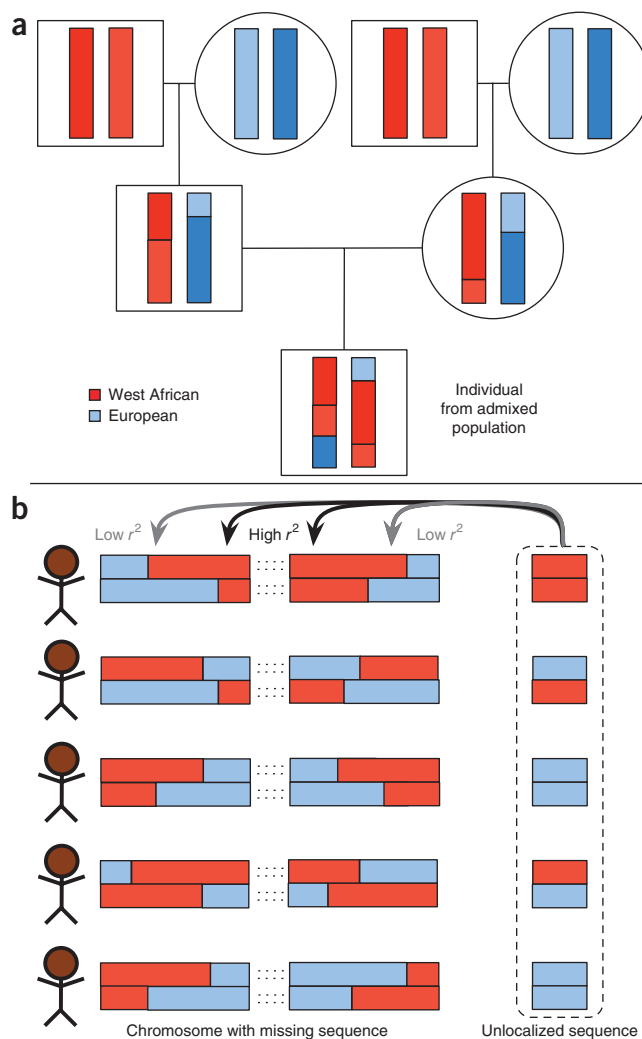 a
West African
European
Individual
from admixed
population
b
Low r²
High r²
Low r²
Chromosome with missing sequence
Unlocalized sequence